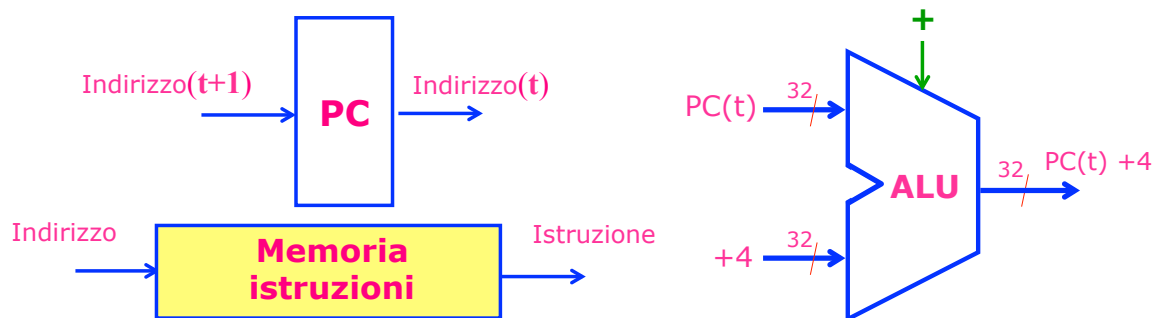 Indirizzo(t+1)
PC
Indirizzo(t)
Indirizzo
Memoria
istruzioni
Istruzione
+
PC(t)
32
ALU
32
PC(t) +4
+4
32